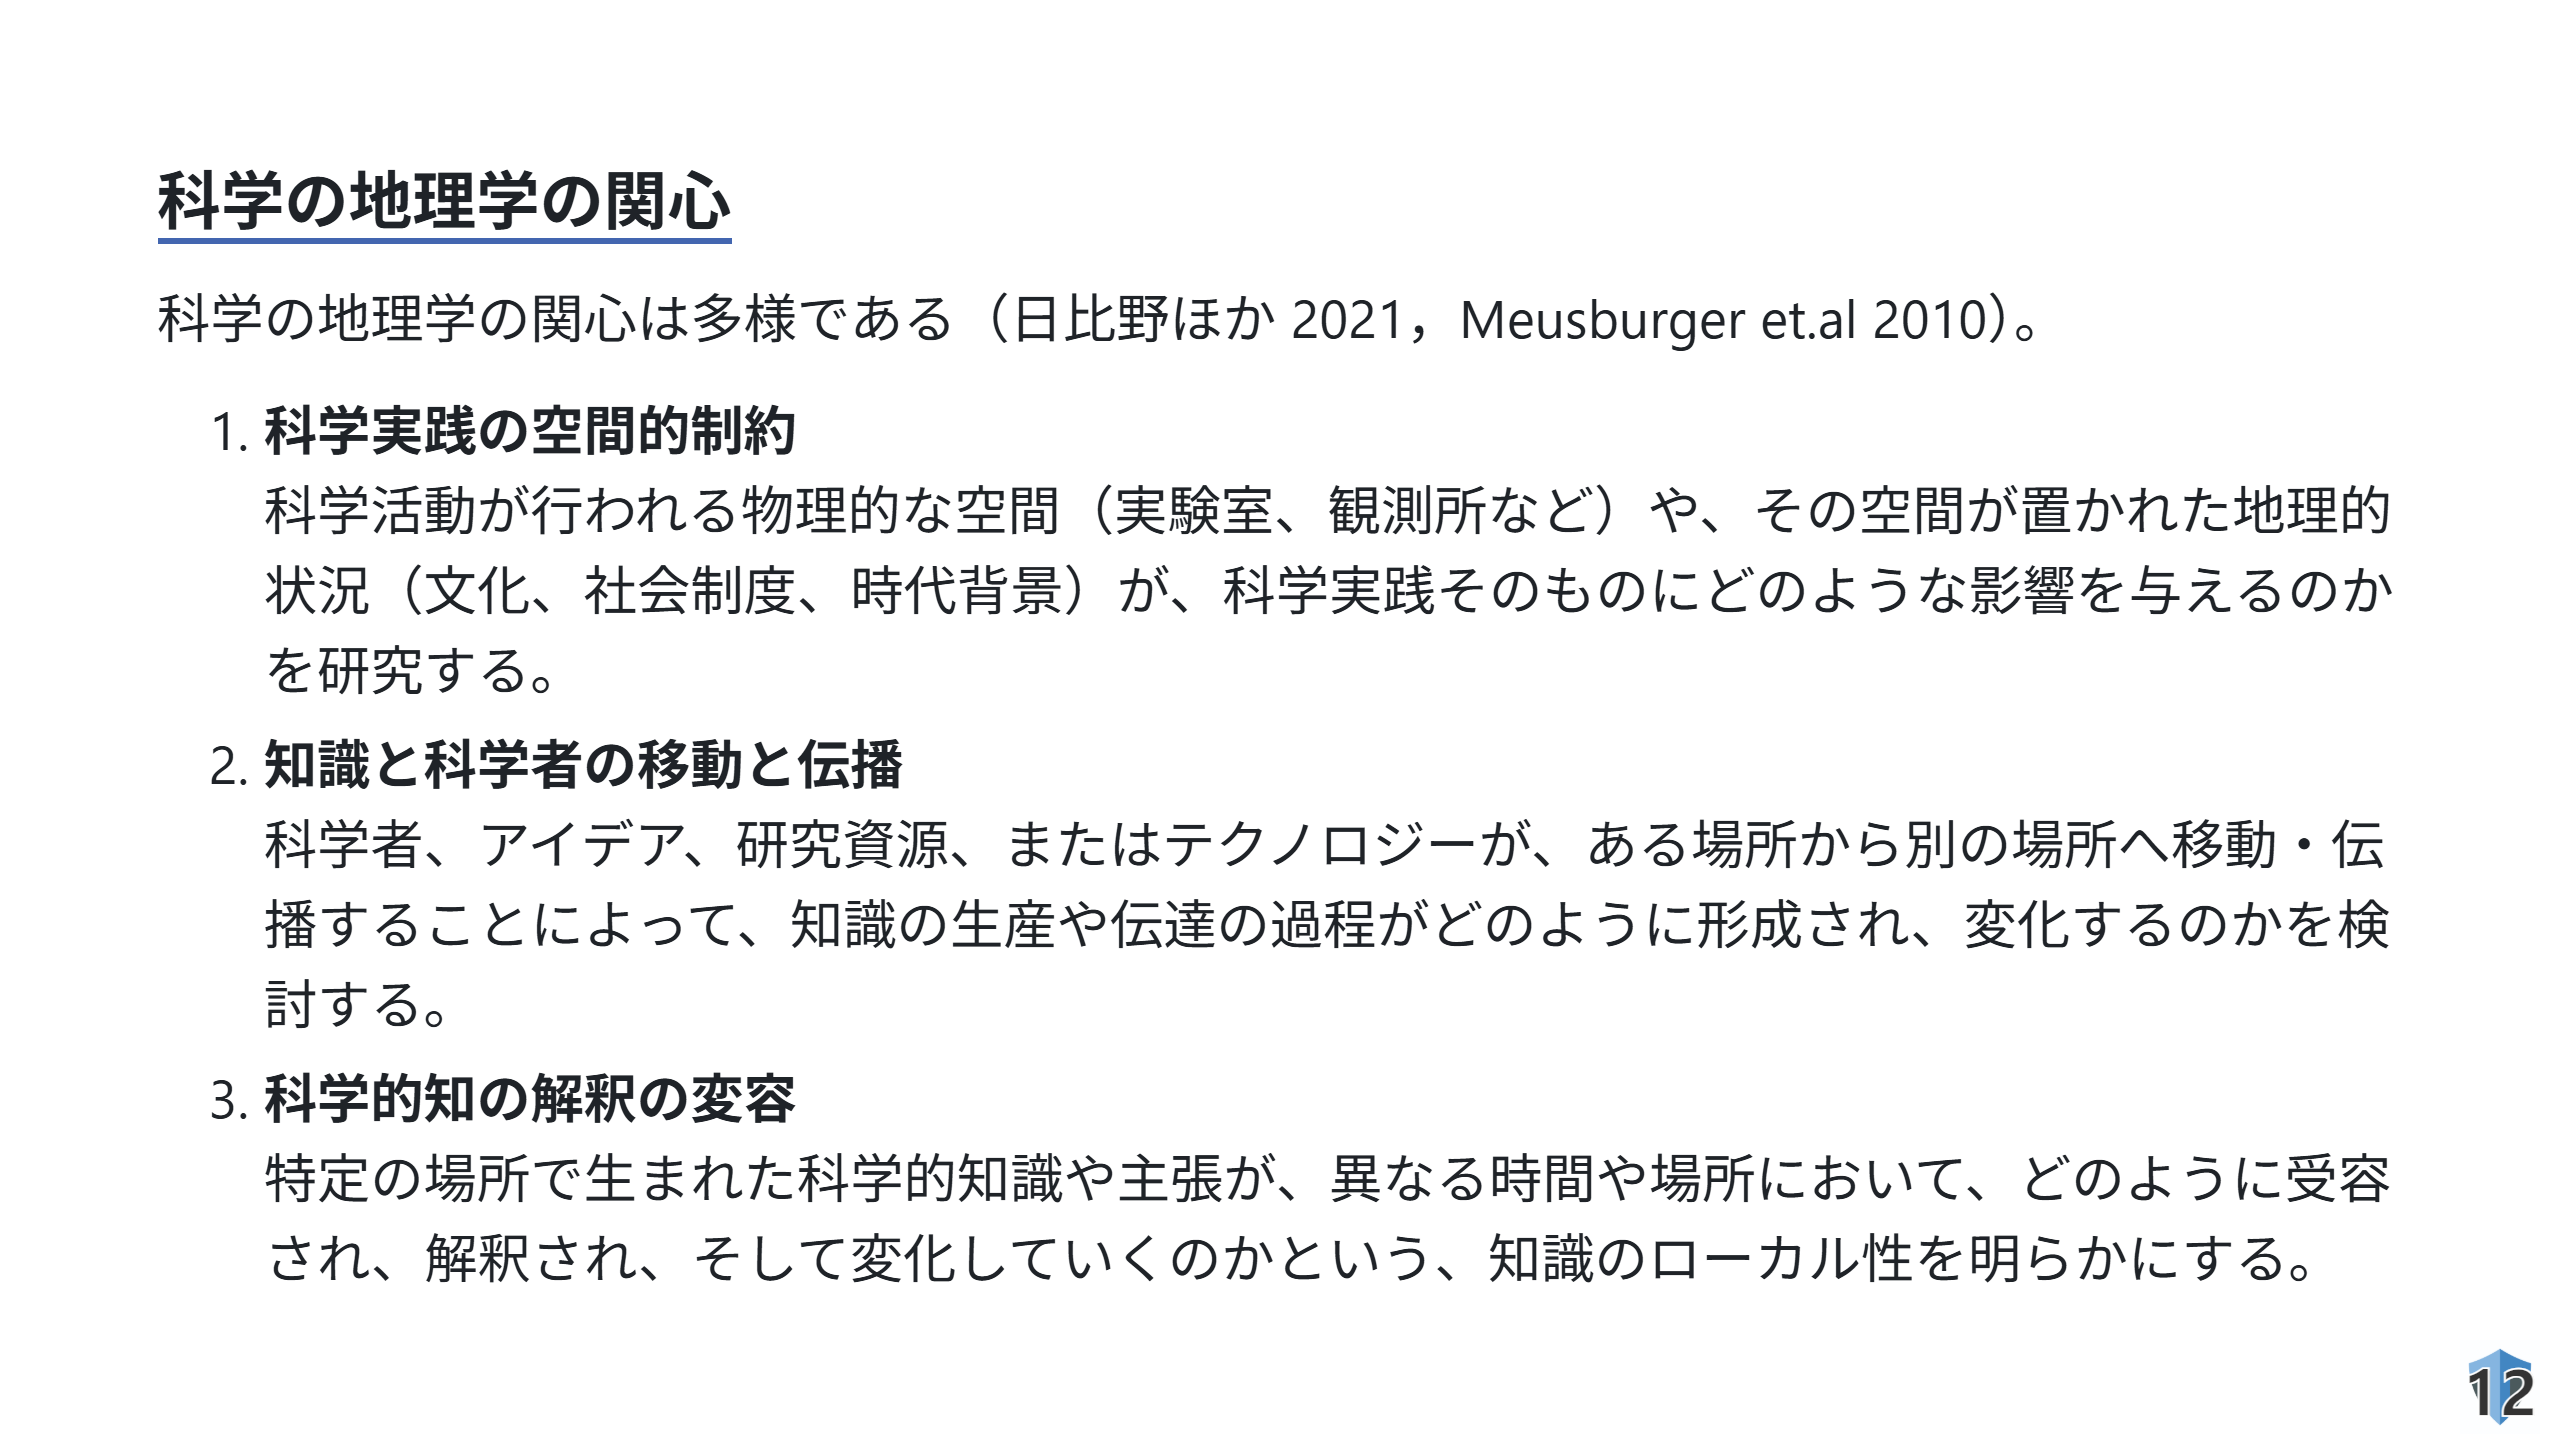 科学の地理学の関心
科学の地理学の関心は多様である（日比野ほか 2021，Meusburger et.al 2010）。
1. 科学実践の空間的制約
科学活動が行われる物理的な空間（実験室、観測所など）や、その空間が置かれた地理的
状況（文化、社会制度、時代背景）が、科学実践そのものにどのような影響を与えるのか
を研究する。
2. 知識と科学者の移動と伝播
科学者、アイデア、研究資源、またはテクノロジーが、ある場所から別の場所へ移動・伝
播することによって、知識の生産や伝達の過程がどのように形成され、変化するのかを検
討する。
3. 科学的知の解釈の変容
特定の場所で生まれた科学的知識や主張が、異なる時間や場所において、どのように受容
され、解釈され、そして変化していくのかという、知識のローカル性を明らかにする。
12